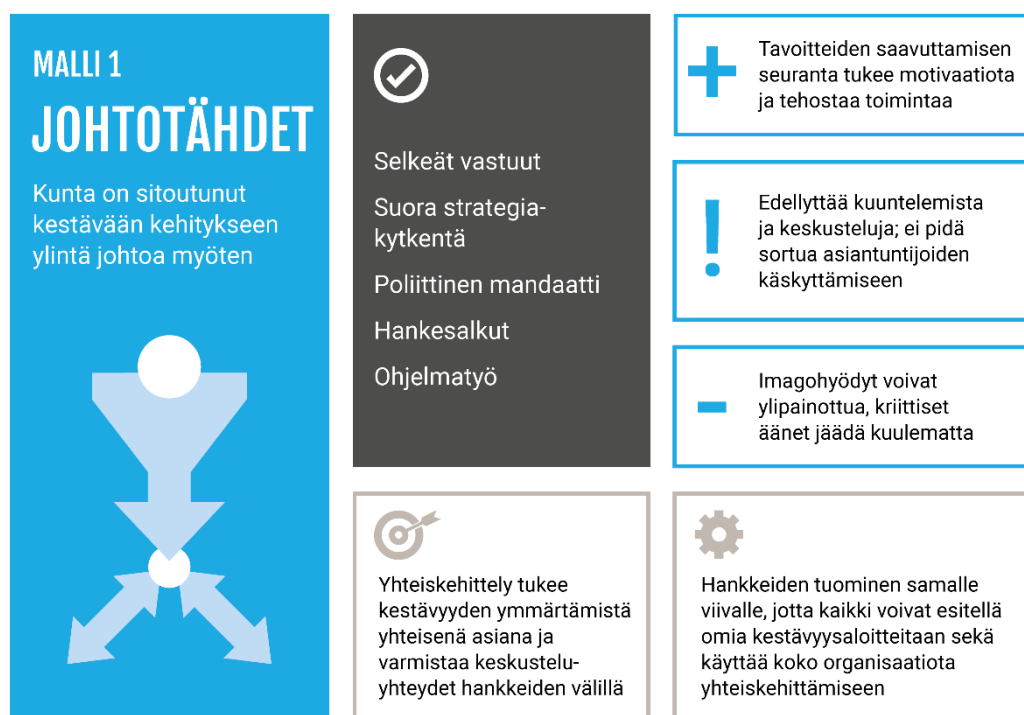 MALLI 1
JOHTOTÄHDET
Kunta on sitoutunut
kestävään kehitykseen
ylintä johtoa myöten
Selkeät vastuut
Suora strategia-
kytkentä
Poliittinen mandaatti
Hankesalkut
Ohjelmatyö
Tavoitteiden saavuttamisen
seuranta tukee motivaatiota
ja tehostaa toimintaa
Edellyttää kuuntelemista
ja keskusteluja; ei pidä
sortua asiantuntijoiden
käskyttämiseen
Imagohyödyt voivat
ylipainottua, kriittiset
äänet jäädä kuulematta
Yhteiskehittely tukee
kestävyyden ymmärtämistä
yhteisenä asiana ja
varmistaa keskustelu-
yhteydet hankkeiden välillä
Hankkeiden tuominen samalle
viivalle, jotta kaikki voivat esitellä
omia kestävyysaloitteitaan sekä
käyttää koko organisaatiota
yhteiskehittämiseen